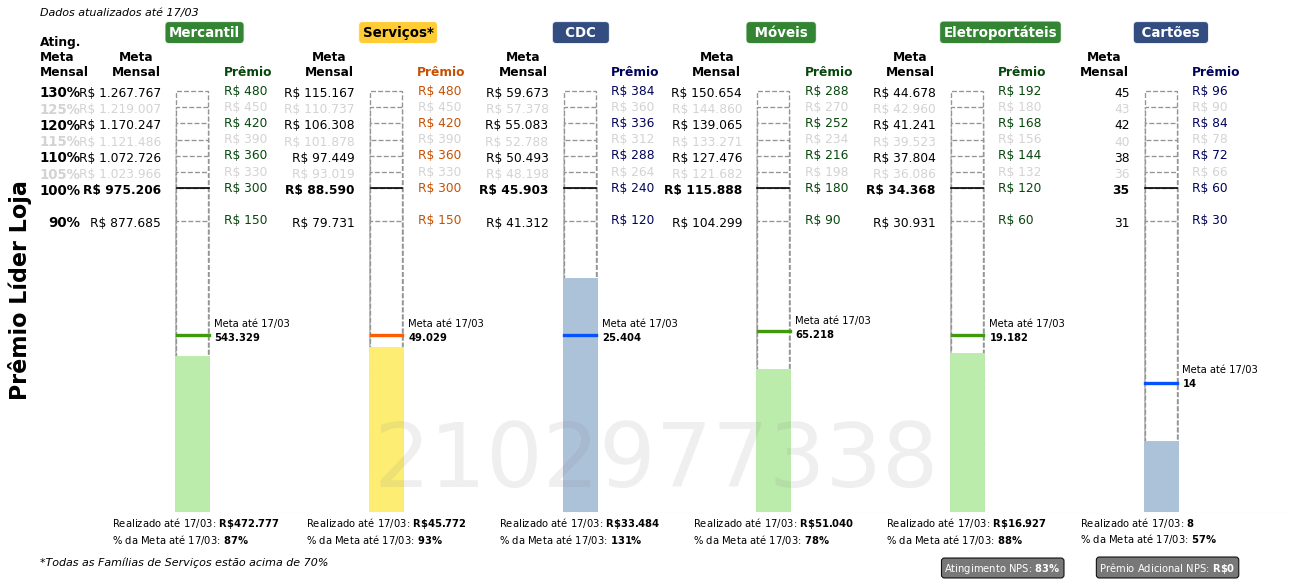 Dados atualizados até 17/03
Mercantil Serviços* CDC Móveis Eletroportáteis Cartões
Ating.
Meta Meta Meta Meta Meta Meta Meta
Mensal Mensal Prêmio Mensal Prêmio Mensal Prêmio Mensal Prêmio Mensal Prêmio Mensal Prêmio
130% R$ 1.267.767 R$ 480 R$ 115.167 R$ 480 R$ 59.673 R$ 384 R$ 150.654 R$ 288 R$ 44.678 R$ 192 45 R$ 96
125% R$ 1.219.007 R$ 450 R$ 110.737 R$ 450 R$ 57.378 R$ 360 R$ 144.860 R$ 270 R$ 42.960 R$ 180 43 R$ 90
120% R$ 1.170.247 R$ 420 R$ 106.308 R$ 420 R$ 55.083 R$ 336 R$ 139.065 R$ 252 R$ 41.241 R$ 168 42 R$ 84
115% R$ 1.121.486 R$ 390 R$ 101.878 R$ 390 R$ 52.788 R$ 312 R$ 133.271 R$ 234 R$ 39.523 R$ 156 40 R$ 78
110% R$ 1.072.726 R$ 360 R$ 97.449 R$ 360 R$ 50.493 R$ 288 R$ 127.476 R$ 216 R$ 37.804 R$ 144 38 R$ 72
105% R$ 1.023.966 R$ 330 R$ 93.019 R$ 330 R$ 48.198 R$ 264 R$ 121.682 R$ 198 R$ 36.086 R$ 132 36 R$ 66
100% R$ 975.206 R$ 300 R$ 88.590 R$ 300 R$ 45.903 R$ 240 R$ 115.888 R$ 180 R$ 34.368 R$ 120 35 R$ 60
90% R$ 877.685 R$ 150 R$ 79.731 R$ 150 R$ 41.312 R$ 120 R$ 104.299 R$ 90 R$ 30.931 R$ 60 31 R$ 30
Prêmio Líder Loja
Meta até 17/03 Meta até 17/03 Meta até 17/03 Meta até 17/03 Meta até 17/03
543.329 49.029 25.404 65.218 19.182
Meta até 17/03
14
2102977338
Realizado até 17/03: R$472.777 Realizado até 17/03: R$45.772 Realizado até 17/03: R$33.484 Realizado até 17/03: R$51.040 Realizado até 17/03: R$16.927 Realizado até 17/03: 8
% da Meta até 17/03: 87% % da Meta até 17/03: 93% % da Meta até 17/03: 131% % da Meta até 17/03: 78% % da Meta até 17/03: 88% % da Meta até 17/03: 57%
*Todas as Famílias de Serviços estão acima de 70% Atingimento NPS: 83% Prêmio Adicional NPS: R$0